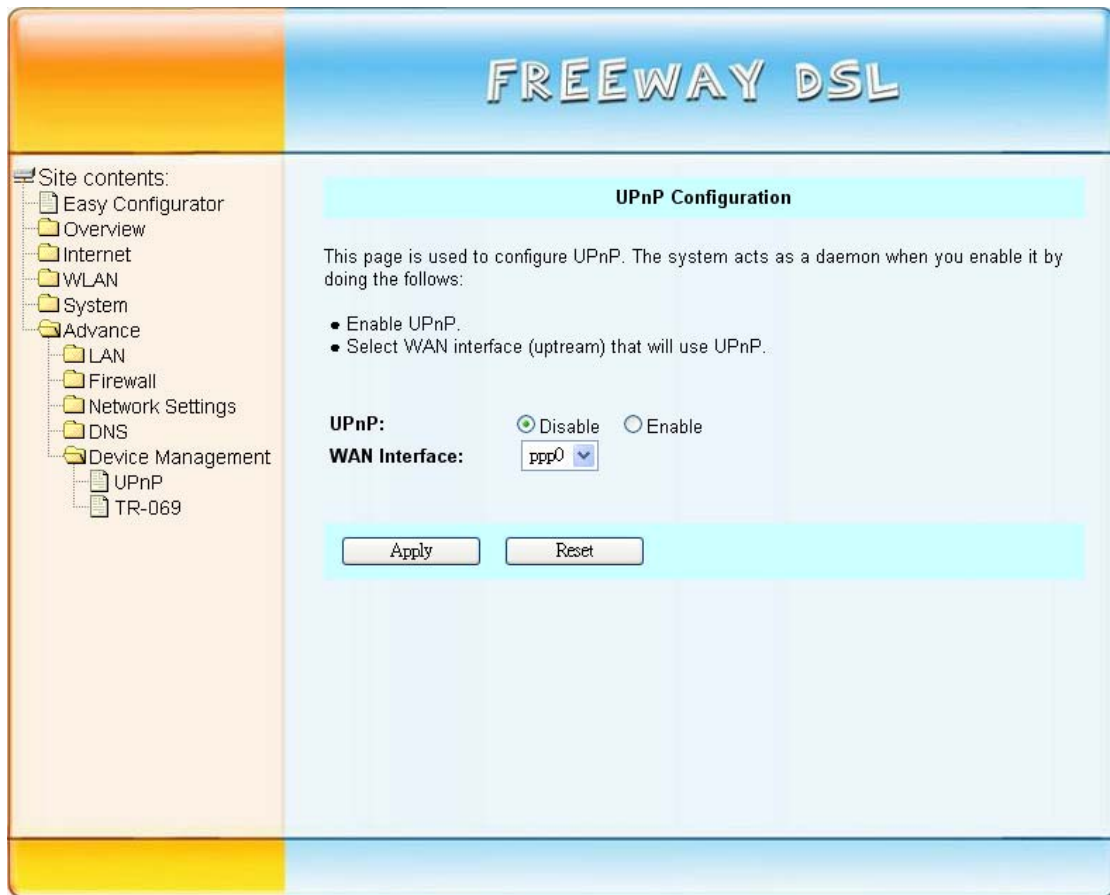 FREEWAY DSL
Site contents:
Easy Configurator
Overview
Internet
WLAN
System
Advance
LAN
Firewall
Network Settings
DNS
Device Management
UPnP
TR-069
UPnP Configuration
This page is used to configure UPnP. The system acts as a daemon when you enable it by
doing the follows:
• Enable UPnP.
• Select WAN interface (uptream) that will use UPnP.
UPnP: Disable Enable
WAN Interface: ppp0
Apply Reset